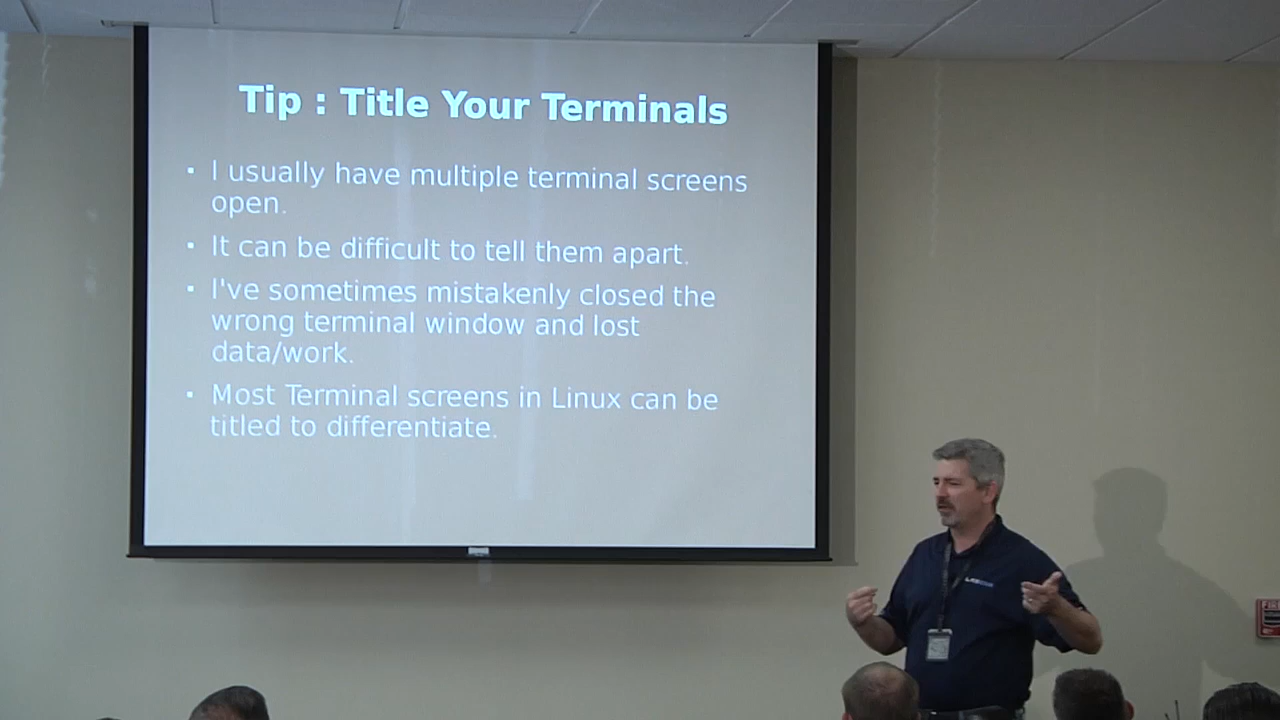 Tip : Title Your Terminals
▪ I usually have multiple terminal screens
open.
▪ It can be difficult to tell them apart.
▪ I've sometimes mistakenly closed the
wrong terminal window and lost
data/work.
▪ Most Terminal screens in Linux can be
titled to differentiate.